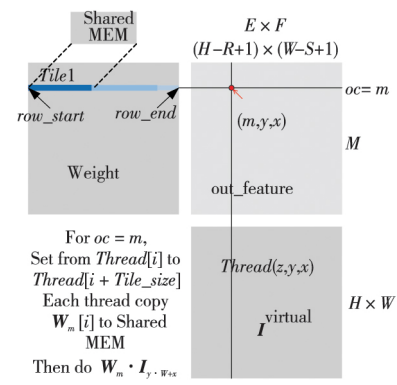 Shared
MEM
E × F
(H–R+1) × (W–S+1)
Tile1
row_start
row_end
oc= m
(m,y,x)
M
Weight
out_feature
For oc = m,
Set from Thread[i] to
Thread[i + Tile_size]
Each thread copy
W_m [i] to Shared
MEM
Then do W_m · I_{y · W+x}
Thread(z,y,x)
I^{virtual}
H × W